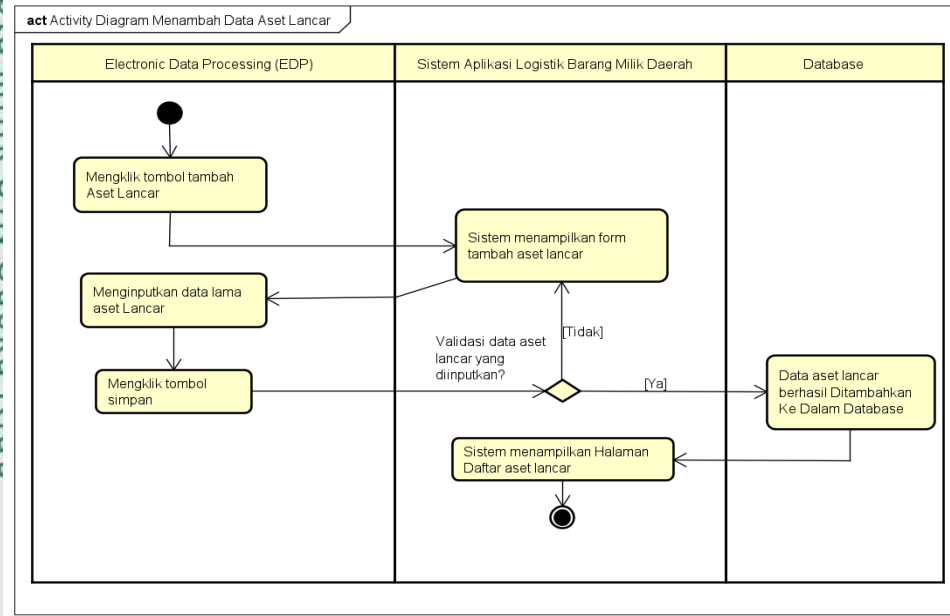 act Activity Diagram Menambah Data Aset Lancar
Electronic Data Processing (EDP)
Sistem Aplikasi Logistik Barang Milik Daerah
Database
Mengklik tombol tambah
Aset Lancar
Sistem menampilkan form
tambah aset lancar
Menginputkan data lama
aset Lancar
Mengklik tombol
simpan
Validasi data aset
lancar yang
diinputkan?
[Tidak]
[Ya]
Data aset lancar
berhasil Ditambahkan
Ke Dalam Database
Sistem menampilkan Halaman
Daftar aset lancar